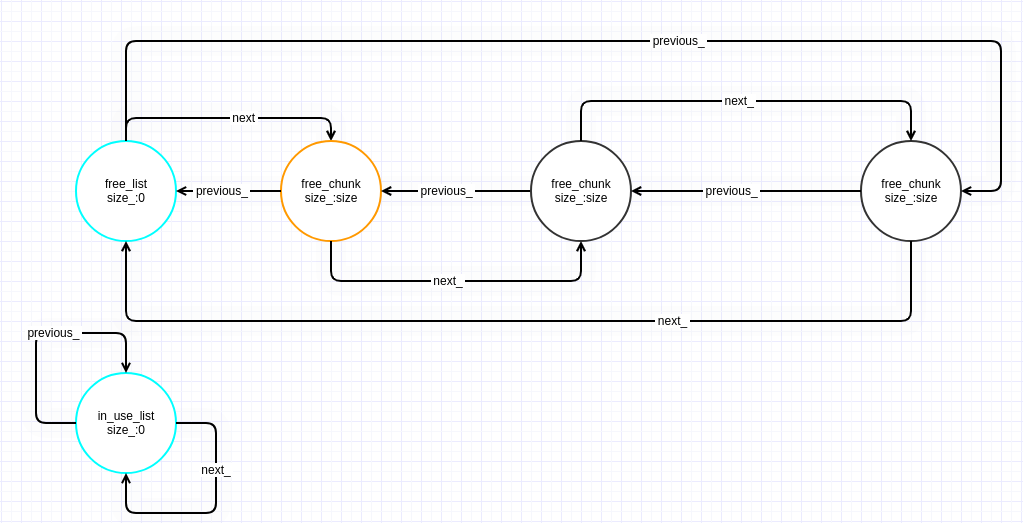 previous_
next
next_
free_list
size_:0
previous_
free_chunk
size_:size
previous_
free_chunk
size_:size
previous_
free_chunk
size_:size
next_
next_
previous_
in_use_list
size_:0
next_